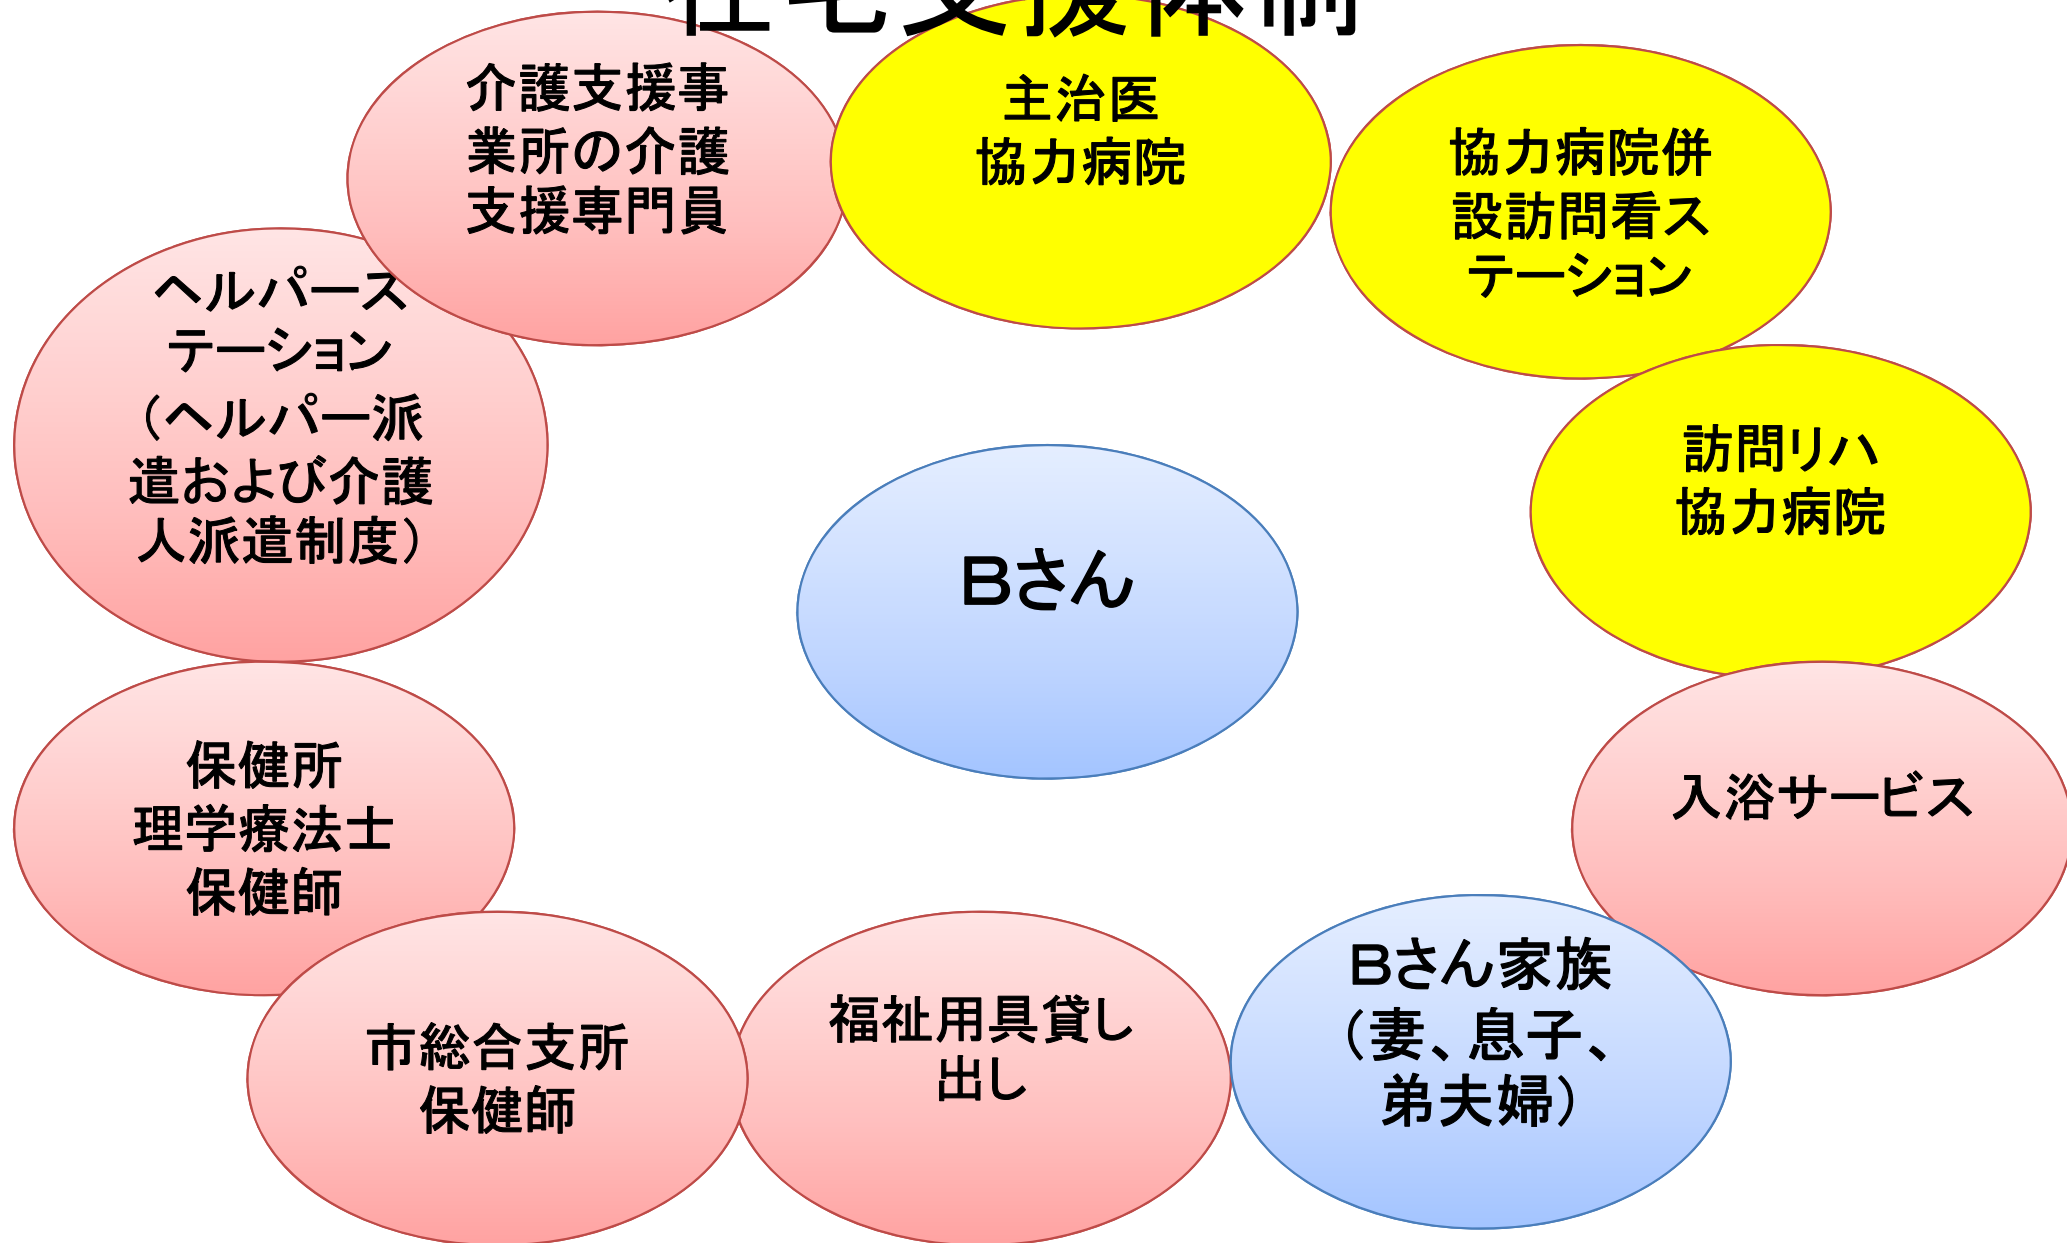 在宅支援体制
介護支援事
業所の介護
支援専門員
主治医
協力病院
協力病院併
設訪問看ス
テーション
ヘルパース
テーション
（ヘルパー派
遣および介護
人派遣制度）
訪問リハ
協力病院
Bさん
保健所
理学療法士
保健師
入浴サービス
市総合支所
保健師
福祉用具貸し
出し
Bさん家族
（妻、息子、
弟夫婦）